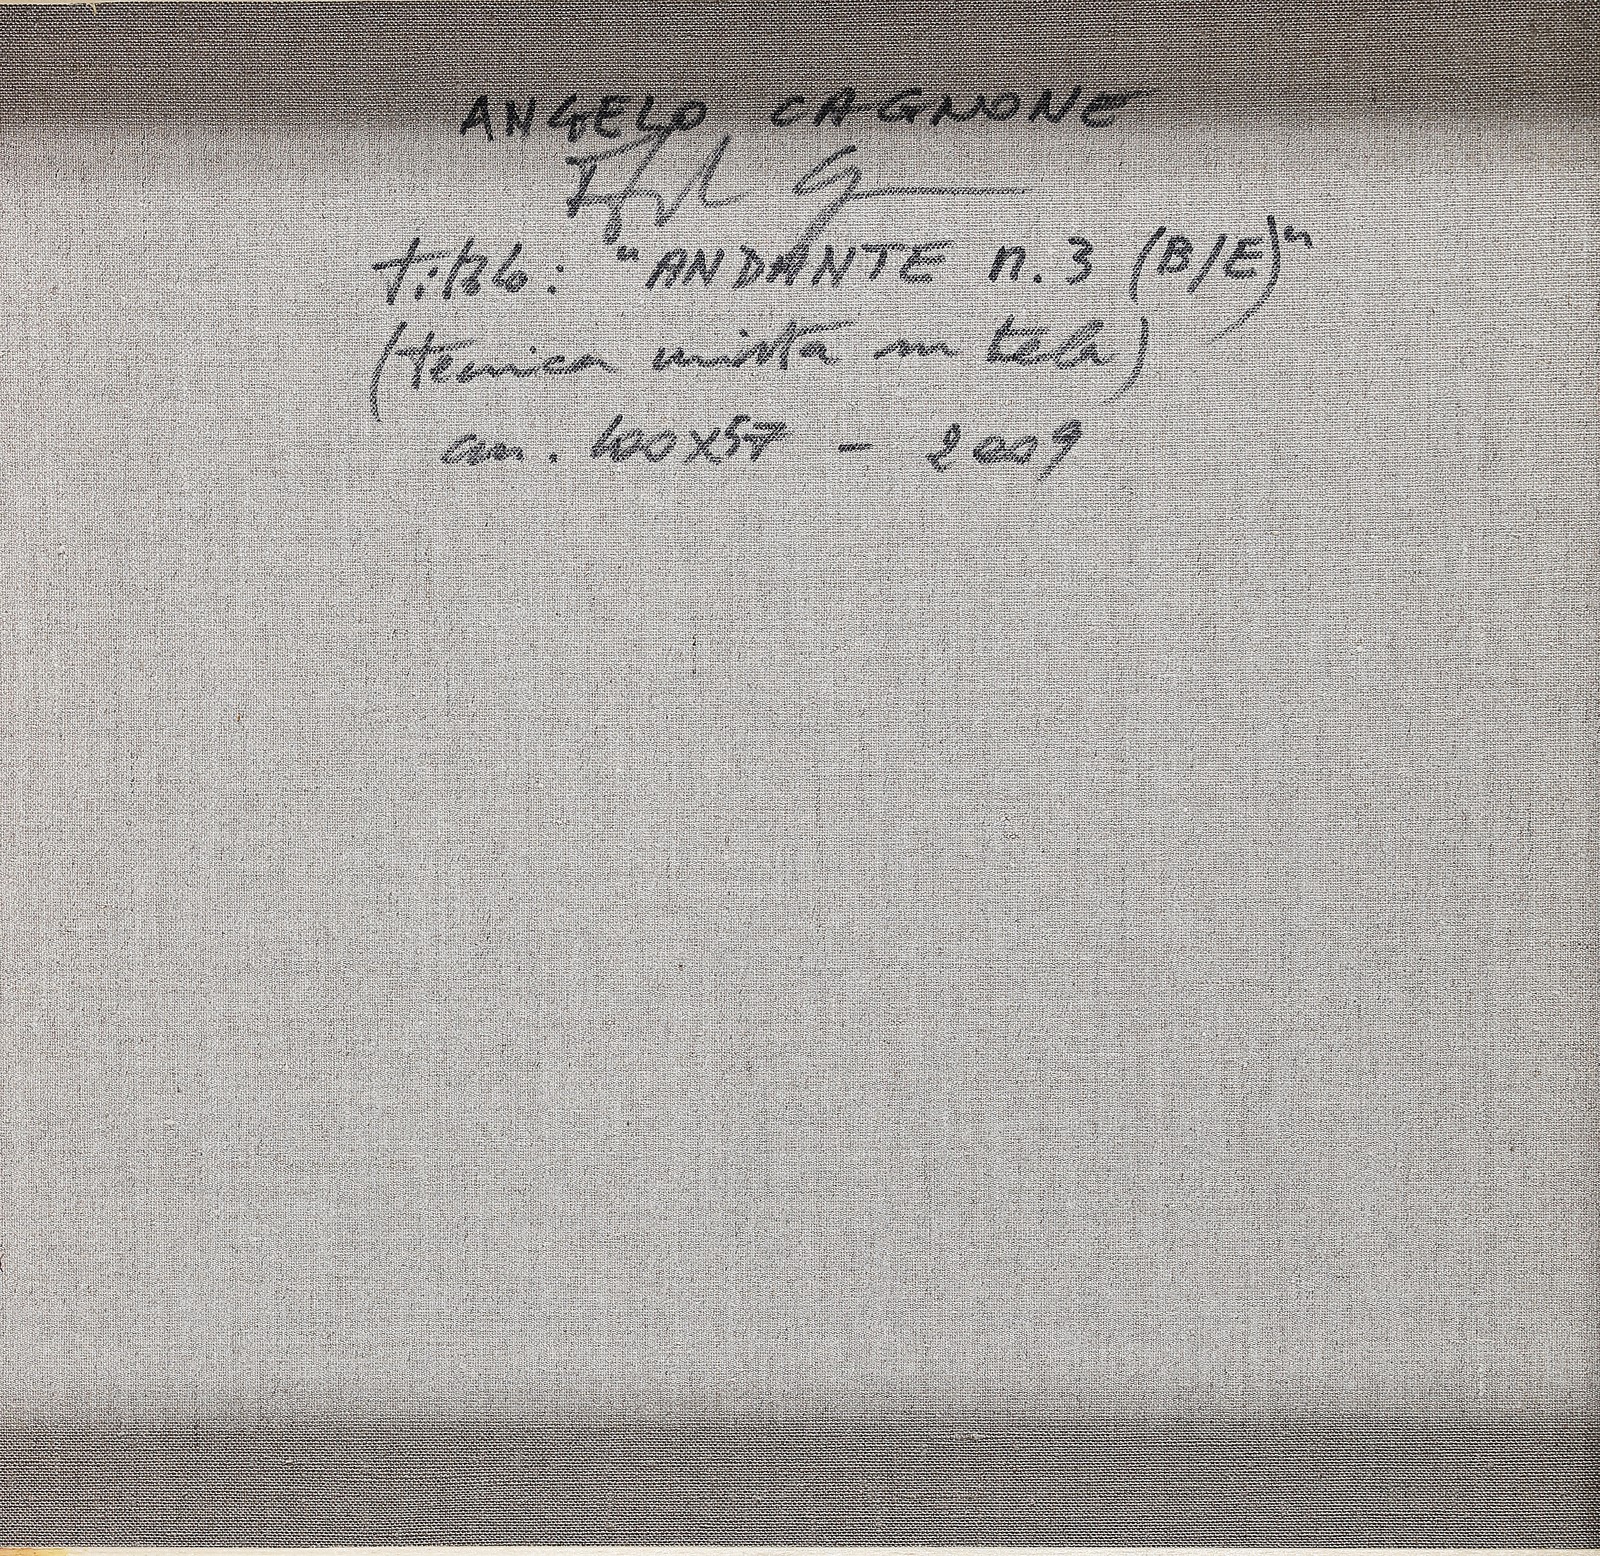 ANGELO CAGNONE
titolo: "ANDANTE n. 3 (B/E)"
(tecnica mista su tela)
cm. 100x57 - 2009